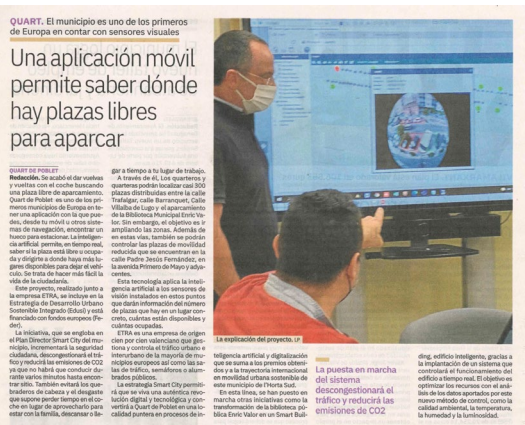 QUART. El municipio es uno de los primeros
de Europa en contar con sensores visuales
Una aplicación móvil
permite saber dónde
hay plazas libres
para aparcar
QUART DE POBLET
Redacción. Se acabó el dar vueltas
y vueltas con el coche buscando
una plaza libre de aparcamiento.
Quart de Poblet es uno de los pri-
meros municipios de Europa en te-
ner una aplicación con la que pue-
des, desde tu móvil u otros siste-
mas de navegación, encontrar un
hueco para estacionar. La inteligen-
cia artificial permite, en tiempo real,
saber si la plaza está libre u ocupa-
da y dirigirte a donde haya más lu-
gares disponibles para dejar el vehí-
culo. Se trata de hacer más fácil la
vida de la ciudadanía.
Este proyecto, realizado junto a
la empresa ETRA, se incluye en la
Estrategia de Desarrollo Urbano
Sostenible Integrado (Edusi) y está
financiado con fondos europeos (Fe-
der).
La iniciativa, que se engloba en
el Plan Director Smart City del mu-
nicipio, incrementará la seguridad
ciudadana, descongestionará el trá-
fico y reducirá las emisiones de CO2
ya que no habrá que conducir du-
rante varios minutos hasta encon-
trar sitio. También evitará los que-
braderos de cabeza y el desgaste
que supone perder tiempo en el co-
che en lugar de aprovecharlo para
estar con la familia, descansar o lle-
gar a tiempo a tu lugar de trabajo.
A través de él, Los quarteros y
quarteras podrán localizar casi 300
plazas distribuidas entre la calle
Trafalgar, calle Barranquet, Calle
Villalba de Lugo y el aparcamiento
de la Biblioteca Municipal Enric Va-
lor. Sin embargo, el objetivo es ir
ampliando las zonas. Además de
en estas vías, también se podrán
controlar las plazas de movilidad
reducida que se encuentran en la
calle Padre Jesús Fernández, en
la avenida Primero de Mayo y adya-
centes.
Esta tecnología aplica la inteli-
gencia artificial a los sensores de
visión instalados en estos puntos
que darán información del número
de plazas que hay en un lugar con-
creto, cuántas están disponibles y
cuántas ocupadas.
ETRA es una empresa de origen
cien por cien valenciano que ges-
tiona y controla el tráfico urbano e
interurbano de la mayoría de mu-
nicipios europeos así como las sa-
las de tráfico, semáforos o alum-
brados públicos.
La estrategia Smart City permiti-
rá que se viva una auténtica revo-
lución digital y tecnológica y con-
vertirá a Quart de Poblet en una lo-
calidad puntera en procesos de in-
La explicación del proyecto. LP
teligencia artificial y digitalización
que se suma a los premios obteni-
dos y a la trayectoria internacional
en movilidad urbana sostenible de
este municipio de l'Horta Sud.
En esta línea, se han puesto en
marcha otras iniciativas como la
transformación de la biblioteca pú-
blica Enric Valor en un Smart Buil-
La puesta en marcha
del sistema
descongestionará el
tráfico y reducirá las
emisiones de CO2
ding, edificio inteligente, gracias a
la implantación de un sistema que
controlará el funcionamiento del
edificio a tiempo real. El objetivo es
optimizar los recursos con el aná-
lisis de los datos aportados por este
nuevo método de control, como la
calidad ambiental, la temperatura,
la humedad y la luminosidad.